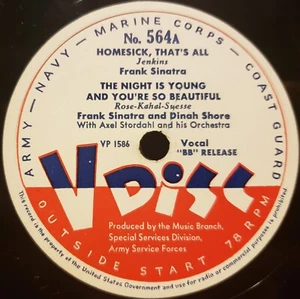 ARMY — NAVY — MARINE CORPS — COAST GUARD
No. 564A
HOMESICK, THAT'S ALL
Jenkins
Frank Sinatra
THE NIGHT IS YOUNG
AND YOU'RE SO BEAUTIFUL
Rose-Kahal-Suesse
Frank Sinatra and Dinah Shore
With Axel Stordahl and his Orchestra
VP 1586
Vocal
"BB" RELEASE
V DISC
OUTSIDE START 78 RPM
Produced by the Music Branch,
Special Services Division,
Army Service Forces
This record is the property of the United States Government and use for radio or commercial purposes is prohibited.